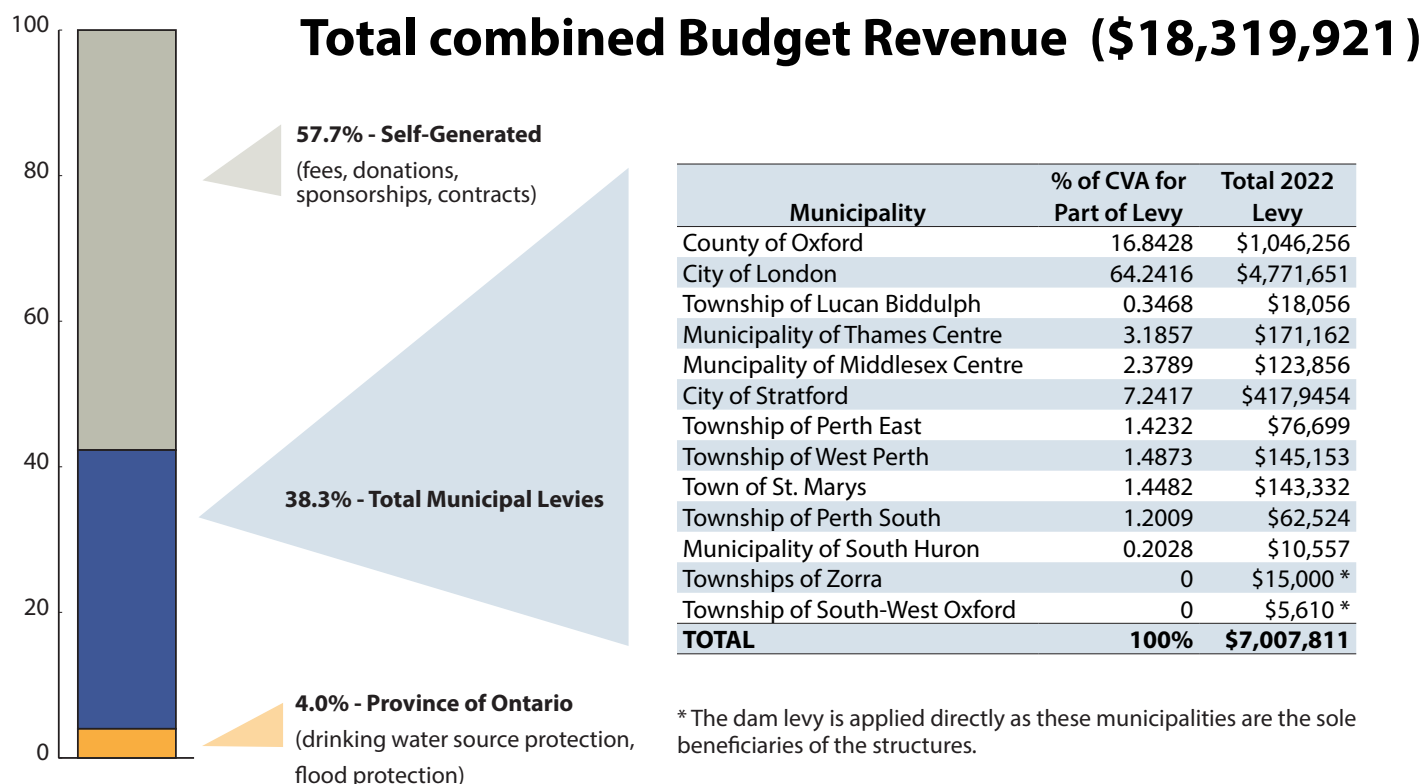 Total combined Budget Revenue ($18,319,921)
100
80
60
40
20
0
57.7% - Self-Generated
(fees, donations,
sponsorships, contracts)
38.3% - Total Municipal Levies
4.0% - Province of Ontario
(drinking water source protection,
flood protection)
% of CVA for Total 2022
Municipality Part of Levy Levy
County of Oxford 16.8428 $1,046,256
City of London 64.2416 $4,771,651
Township of Lucan Biddulph 0.3468 $18,056
Municipality of Thames Centre 3.1857 $171,162
Muncipality of Middlesex Centre 2.3789 $123,856
City of Stratford 7.2417 $417,9454
Township of Perth East 1.4232 $76,699
Township of West Perth 1.4873 $145,153
Town of St. Marys 1.4482 $143,332
Township of Perth South 1.2009 $62,524
Municipality of South Huron 0.2028 $10,557
Townships of Zorra 0 $15,000 *
Township of South-West Oxford 0 $5,610 *
TOTAL 100% $7,007,811
* The dam levy is applied directly as these municipalities are the sole
beneficiaries of the structures.